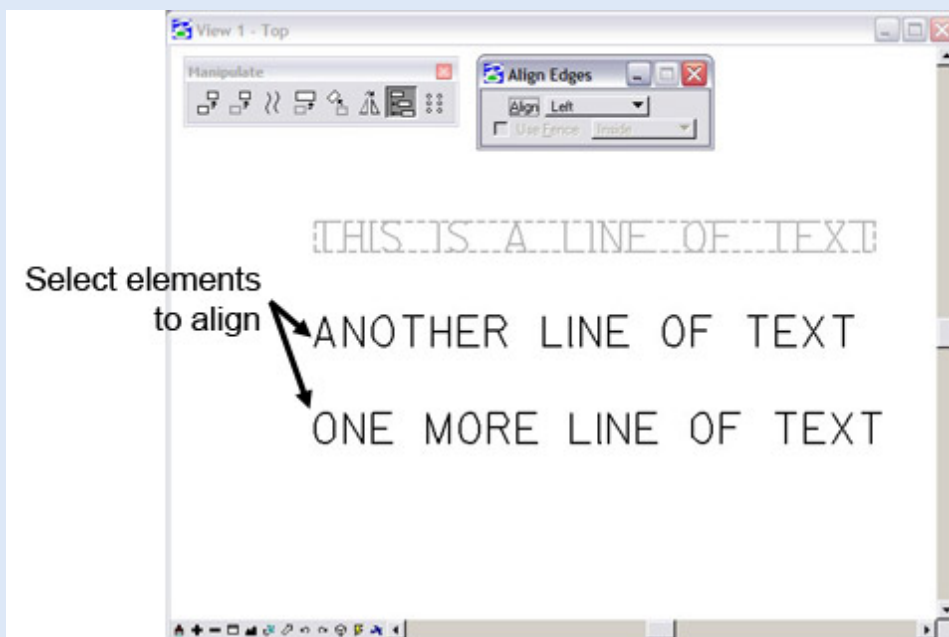 View 1 - Top
Manipulate
Align Edges
Align Left
Use Fence Inside
THIS IS A LINE OF TEXT
Select elements
to align
ANOTHER LINE OF TEXT
ONE MORE LINE OF TEXT